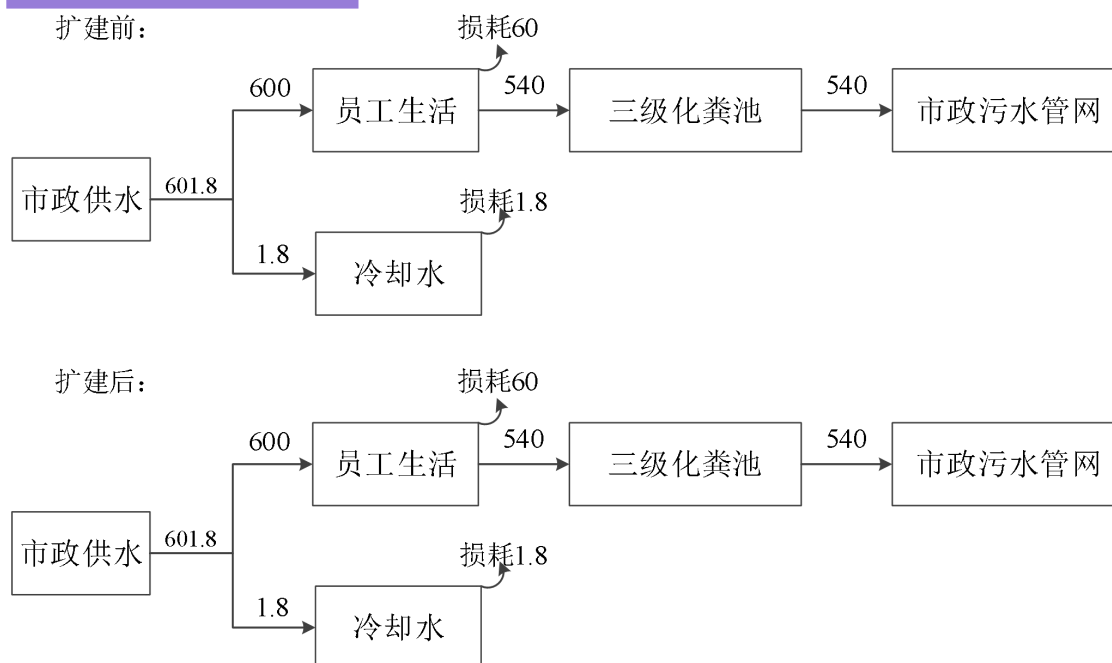 扩建前：
损耗60
600
540
540
员工生活
三级化粪池
市政污水管网
市政供水
601.8
损耗1.8
1.8
冷却水
扩建后：
损耗60
600
540
540
员工生活
三级化粪池
市政污水管网
市政供水
601.8
损耗1.8
1.8
冷却水